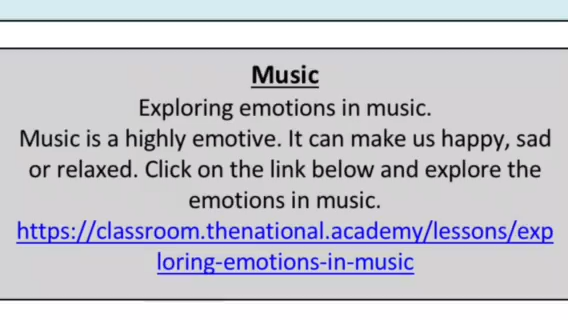 Music
Exploring emotions in music.
Music is a highly emotive. It can make us happy, sad
or relaxed. Click on the link below and explore the
emotions in music.
https://classroom.thenational.academy/lessons/exp
loring-emotions-in-music